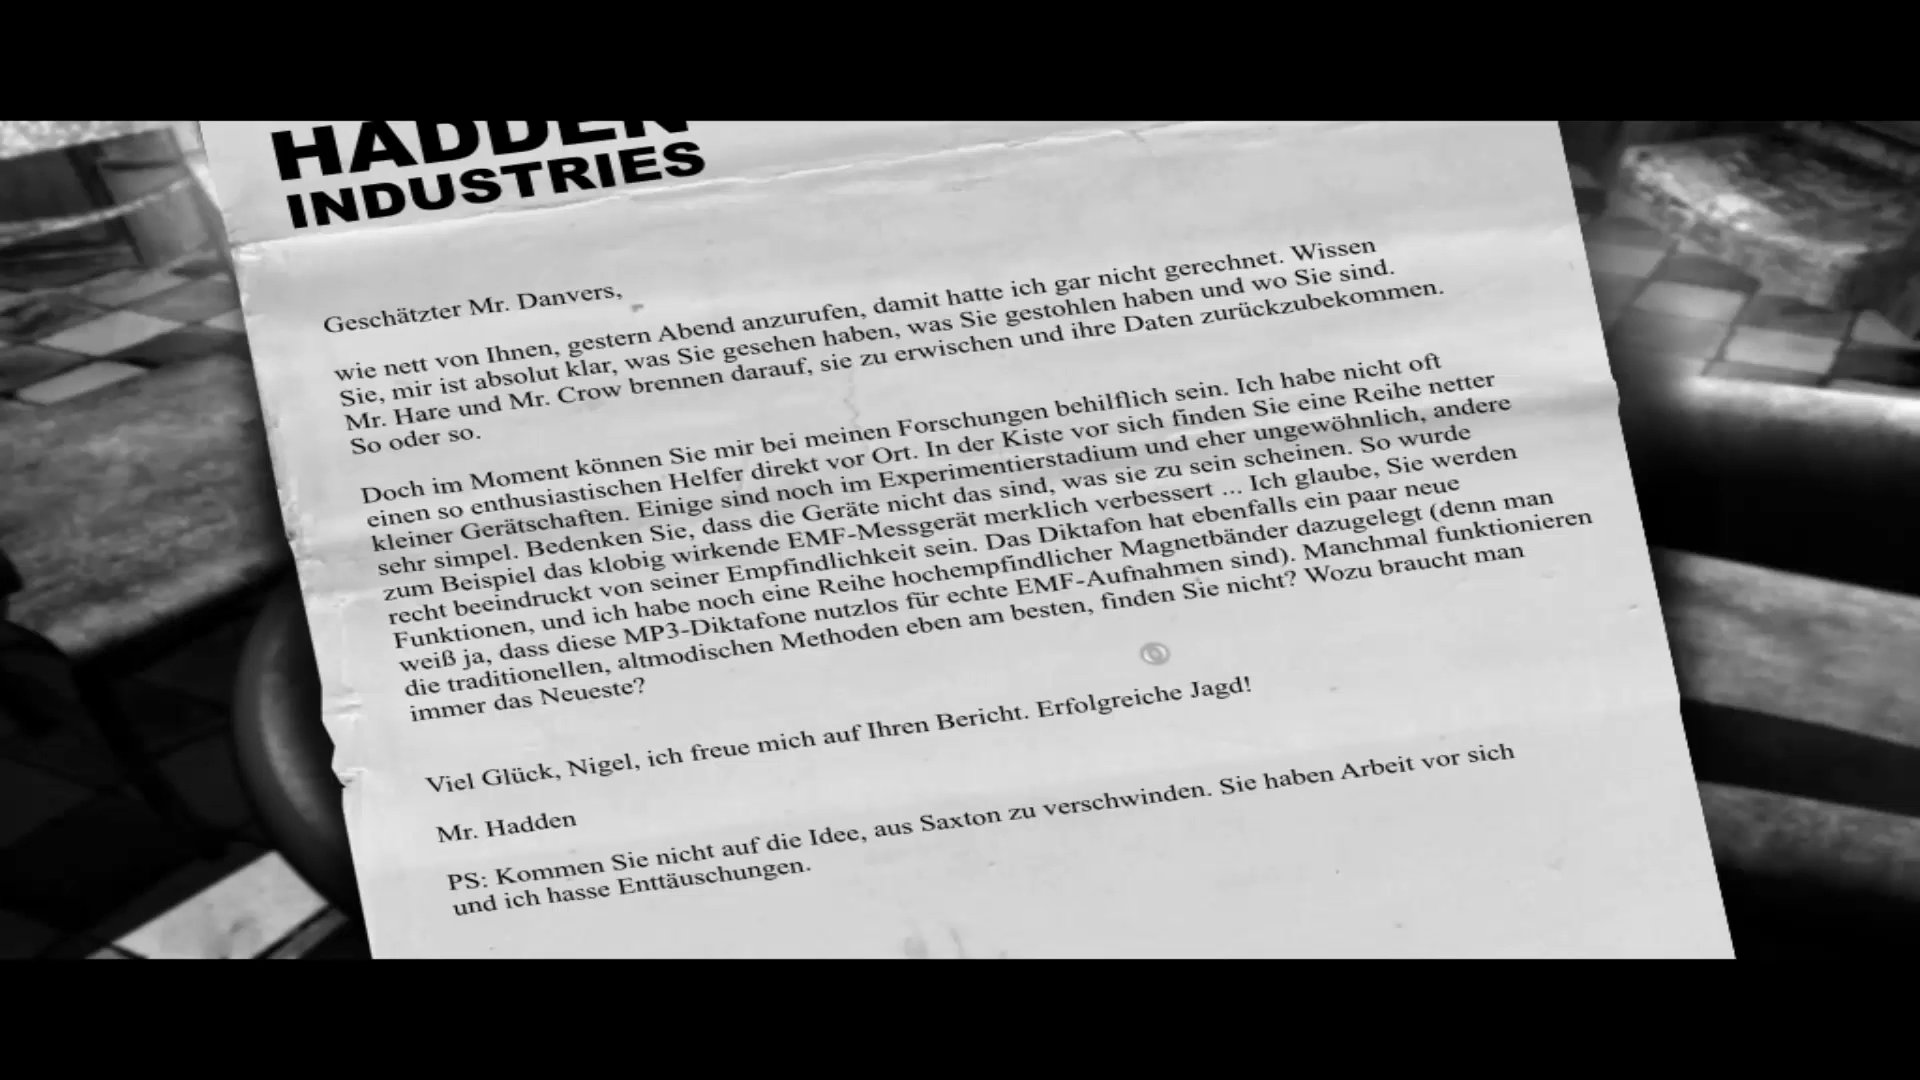 HADDEN
INDUSTRIES
Geschätzter Mr. Danvers,
wie nett von Ihnen, gestern Abend anzurufen, damit hatte ich gar nicht gerechnet. Wissen
Sie, mir ist absolut klar, was Sie gesehen haben, was Sie gestohlen haben und wo Sie sind.
Mr. Hare und Mr. Crow brennen darauf, sie zu erwischen und ihre Daten zurückzubekommen.
So oder so.
Doch im Moment können Sie mir bei meinen Forschungen behilflich sein. Ich habe nicht oft
einen so enthusiastischen Helfer direkt vor Ort. In der Kiste vor sich finden Sie eine Reihe netter
kleiner Gerätschaften. Einige sind noch im Experimentierstadium und eher ungewöhnlich, andere
sehr simpel. Bedenken Sie, dass die Geräte nicht das sind, was sie zu sein scheinen. So wurde
zum Beispiel das klobig wirkende EMF-Messgerät merklich verbessert ... Ich glaube, Sie werden
recht beeindruckt von seiner Empfindlichkeit sein. Das Diktafon hat ebenfalls ein paar neue
Funktionen, und ich habe noch eine Reihe hochempfindlicher Magnetbänder dazugelegt (denn man
weiß ja, dass diese MP3-Diktafone nutzlos für echte EMF-Aufnahmen sind). Manchmal funktionieren
die traditionellen, altmodischen Methoden eben am besten, finden Sie nicht? Wozu braucht man
immer das Neueste?
Viel Glück, Nigel, ich freue mich auf Ihren Bericht. Erfolgreiche Jagd!
Mr. Hadden
PS: Kommen Sie nicht auf die Idee, aus Saxton zu verschwinden. Sie haben Arbeit vor sich
und ich hasse Enttäuschungen.